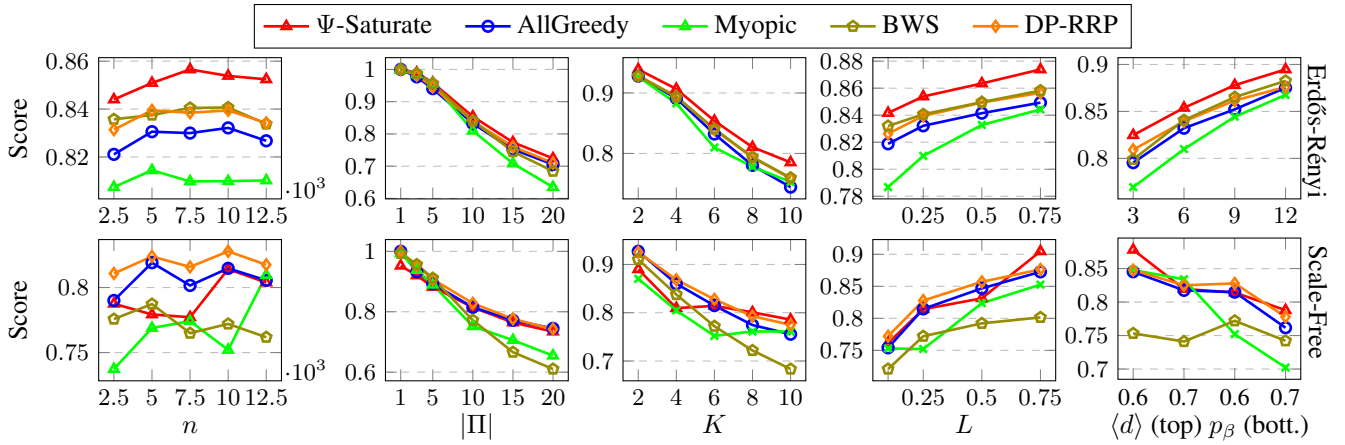 Ψ-Saturate AllGreedy Myopic BWS DP-RRP
0.86
0.84
0.82
Score
·10³
2.5 5 7.5 10 12.5
1
0.9
0.8
0.7
0.6
1 5 10 15 20
0.9
0.8
2 4 6 8 10
0.88
0.86
0.84
0.82
0.8
0.78
0.25 0.5 0.75
0.9
0.8
3 6 9 12
Erdős-Rényi
0.8
0.75
Score
·10³
2.5 5 7.5 10 12.5
n
1
0.8
0.6
1 5 10 15 20
|Π|
0.9
0.8
0.7
2 4 6 8 10
K
0.9
0.85
0.8
0.75
0.25 0.5 0.75
L
0.85
0.8
0.75
0.7
0.6 0.7 0.6 0.7
⟨d⟩ (top) pβ (bott.)
Scale-Free